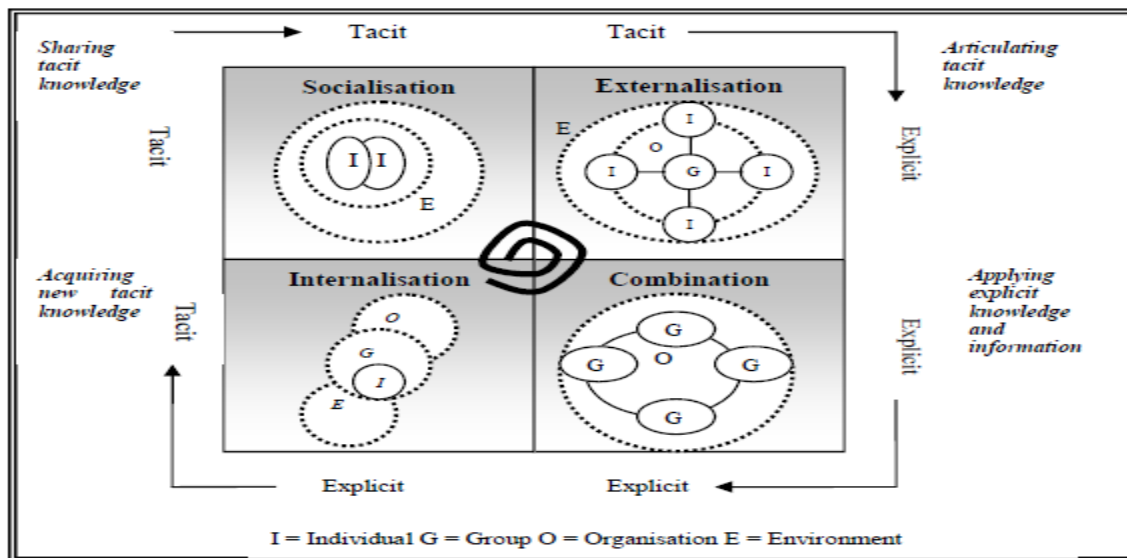 Tacit Tacit
Sharing
tacit
knowledge
Articulating
tacit
knowledge
Socialisation Externalisation
Tacit
Explicit
I I
E
E
I
O
I G I
I
Acquiring
new tacit
knowledge
Internalisation Combination
Applying
explicit
knowledge
and
information
Tacit
Explicit
O
G
I
E
G
G O G
G
Explicit Explicit
I = Individual G = Group O = Organisation E = Environment